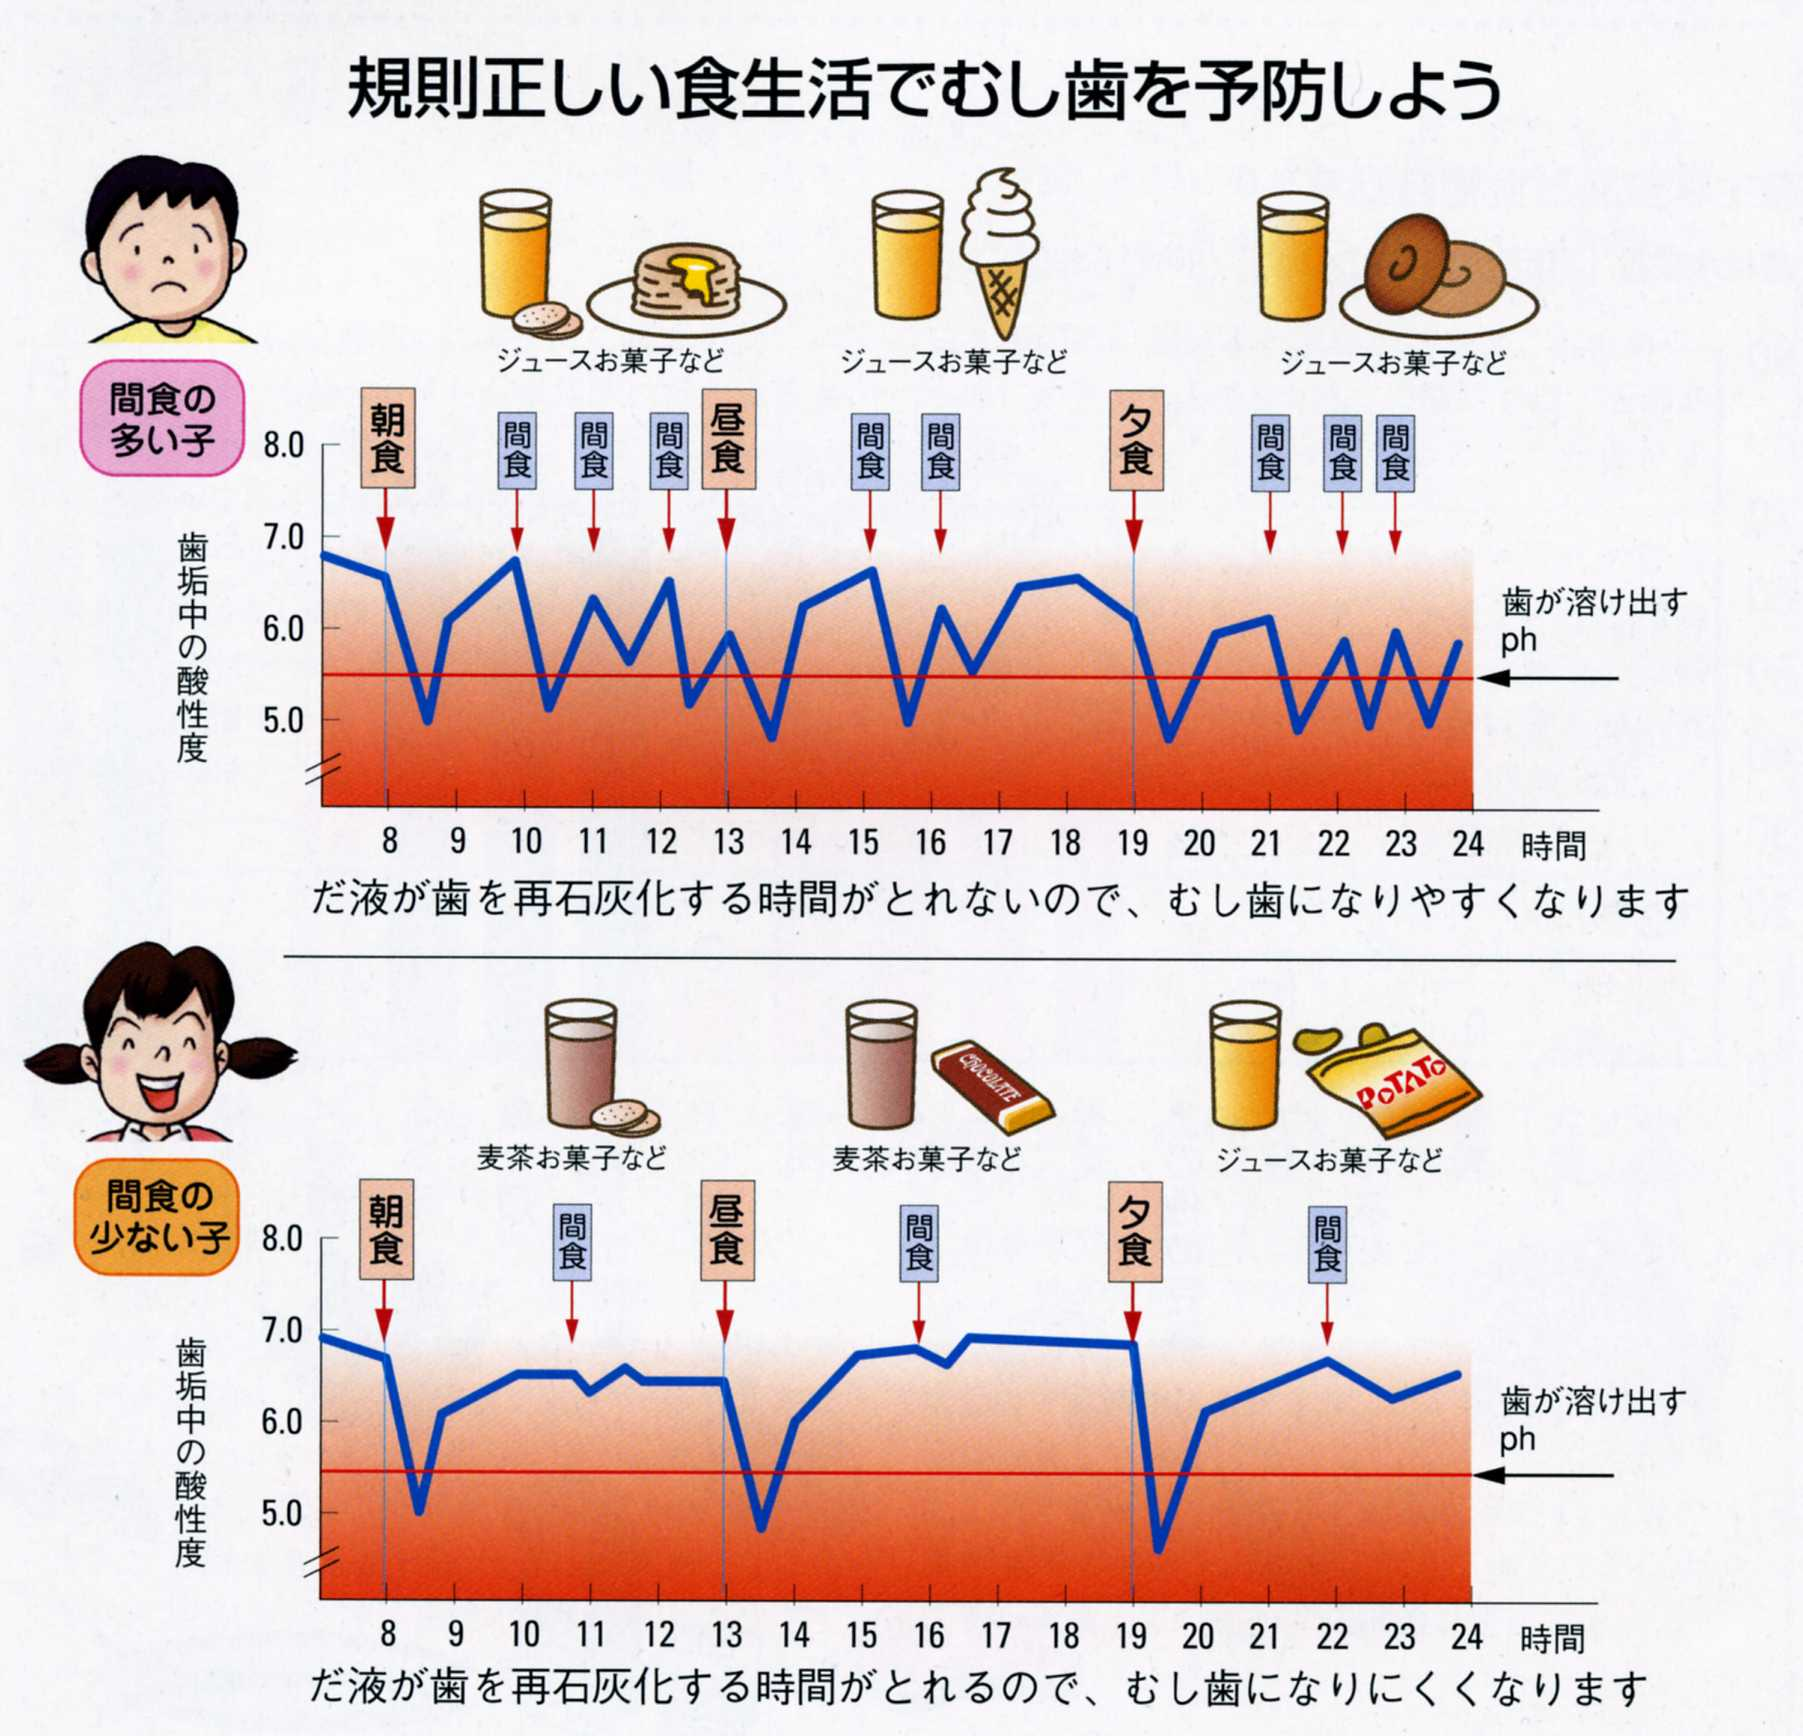 規則正しい食生活でむし歯を予防しよう
ジュースお菓子など
ジュースお菓子など
ジュースお菓子など
間食の
多い子
朝食
間食
間食
間食
昼食
間食
間食
夕食
間食
間食
間食
8.0
7.0
6.0
5.0
歯垢中の酸性度
歯が溶け出す
ph
8 9 10 11 12 13 14 15 16 17 18 19 20 21 22 23 24 時間
だ液が歯を再石灰化する時間がとれないので、むし歯になりやすくなります
CHOCOLATE
POTATO
麦茶お菓子など
麦茶お菓子など
ジュースお菓子など
間食の
少ない子
朝食
間食
昼食
間食
夕食
間食
8.0
7.0
6.0
5.0
歯垢中の酸性度
歯が溶け出す
ph
8 9 10 11 12 13 14 15 16 17 18 19 20 21 22 23 24 時間
だ液が歯を再石灰化する時間がとれるので、むし歯になりにくくなります